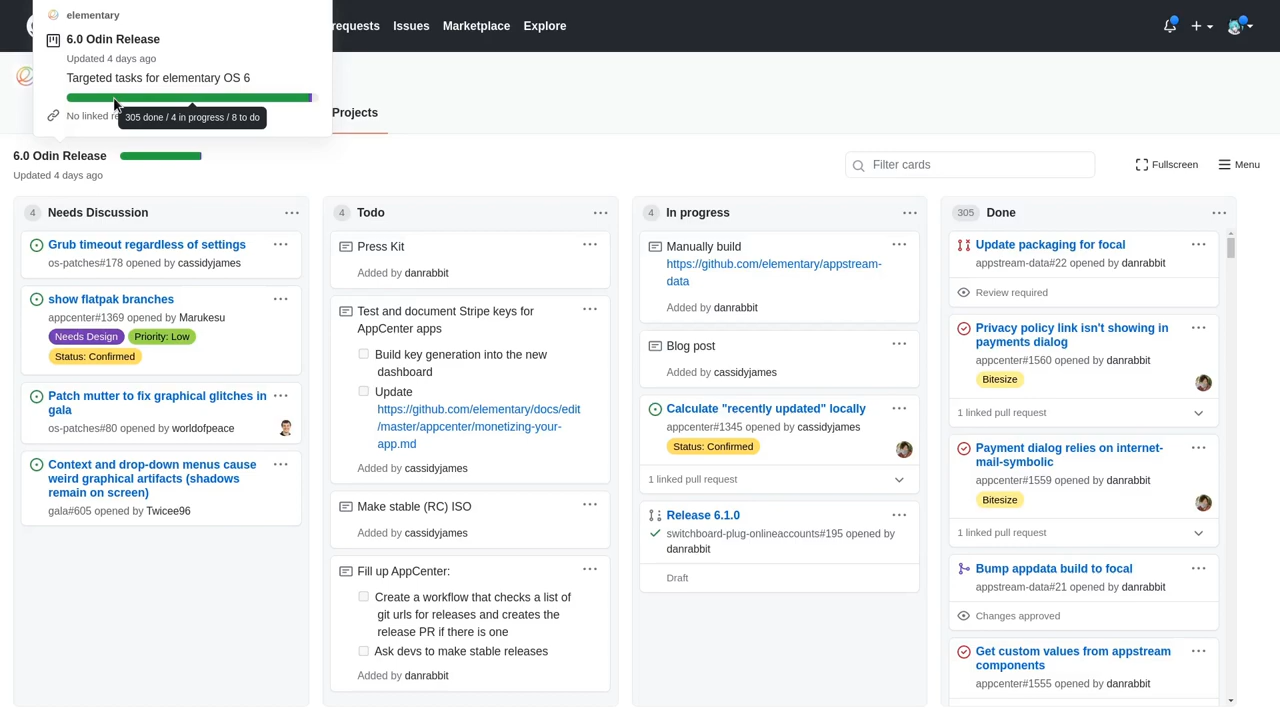 elementary
6.0 Odin Release
Updated 4 days ago
Targeted tasks for elementary OS 6
No linked re
305 done / 4 in progress / 8 to do
requests
Issues
Marketplace
Explore
Projects
6.0 Odin Release
Updated 4 days ago
Filter cards
Fullscreen
Menu
4 Needs Discussion
Grub timeout regardless of settings
os-patches#178 opened by cassidyjames
show flatpak branches
appcenter#1369 opened by Marukesu
Needs Design Priority: Low
Status: Confirmed
Patch mutter to fix graphical glitches in
gala
os-patches#80 opened by worldofpeace
Context and drop-down menus cause
weird graphical artifacts (shadows
remain on screen)
gala#605 opened by Twicee96
4 Todo
Press Kit
Added by danrabbit
Test and document Stripe keys for
AppCenter apps
Build key generation into the new
dashboard
Update
https://github.com/elementary/docs/edit
/master/appcenter/monetizing-your-
app.md
Added by cassidyjames
Make stable (RC) ISO
Added by cassidyjames
Fill up AppCenter:
Create a workflow that checks a list of
git urls for releases and creates the
release PR if there is one
Ask devs to make stable releases
Added by danrabbit
4 In progress
Manually build
https://github.com/elementary/appstream-
data
Added by danrabbit
Blog post
Added by cassidyjames
Calculate "recently updated" locally
appcenter#1345 opened by cassidyjames
Status: Confirmed
1 linked pull request
Release 6.1.0
switchboard-plug-onlineaccounts#195 opened by
danrabbit
Draft
305 Done
Update packaging for focal
appstream-data#22 opened by danrabbit
Review required
Privacy policy link isn't showing in
payments dialog
appcenter#1560 opened by danrabbit
Bitesize
1 linked pull request
Payment dialog relies on internet-
mail-symbolic
appcenter#1559 opened by danrabbit
Bitesize
1 linked pull request
Bump appdata build to focal
appstream-data#21 opened by danrabbit
Changes approved
Get custom values from appstream
components
appcenter#1555 opened by danrabbit